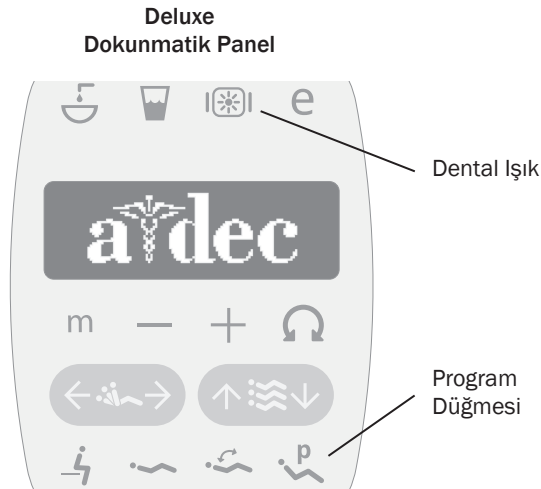 Deluxe
Dokunmatik Panel
e
Dental Işık
a dec
m
Program
Düğmesi
p